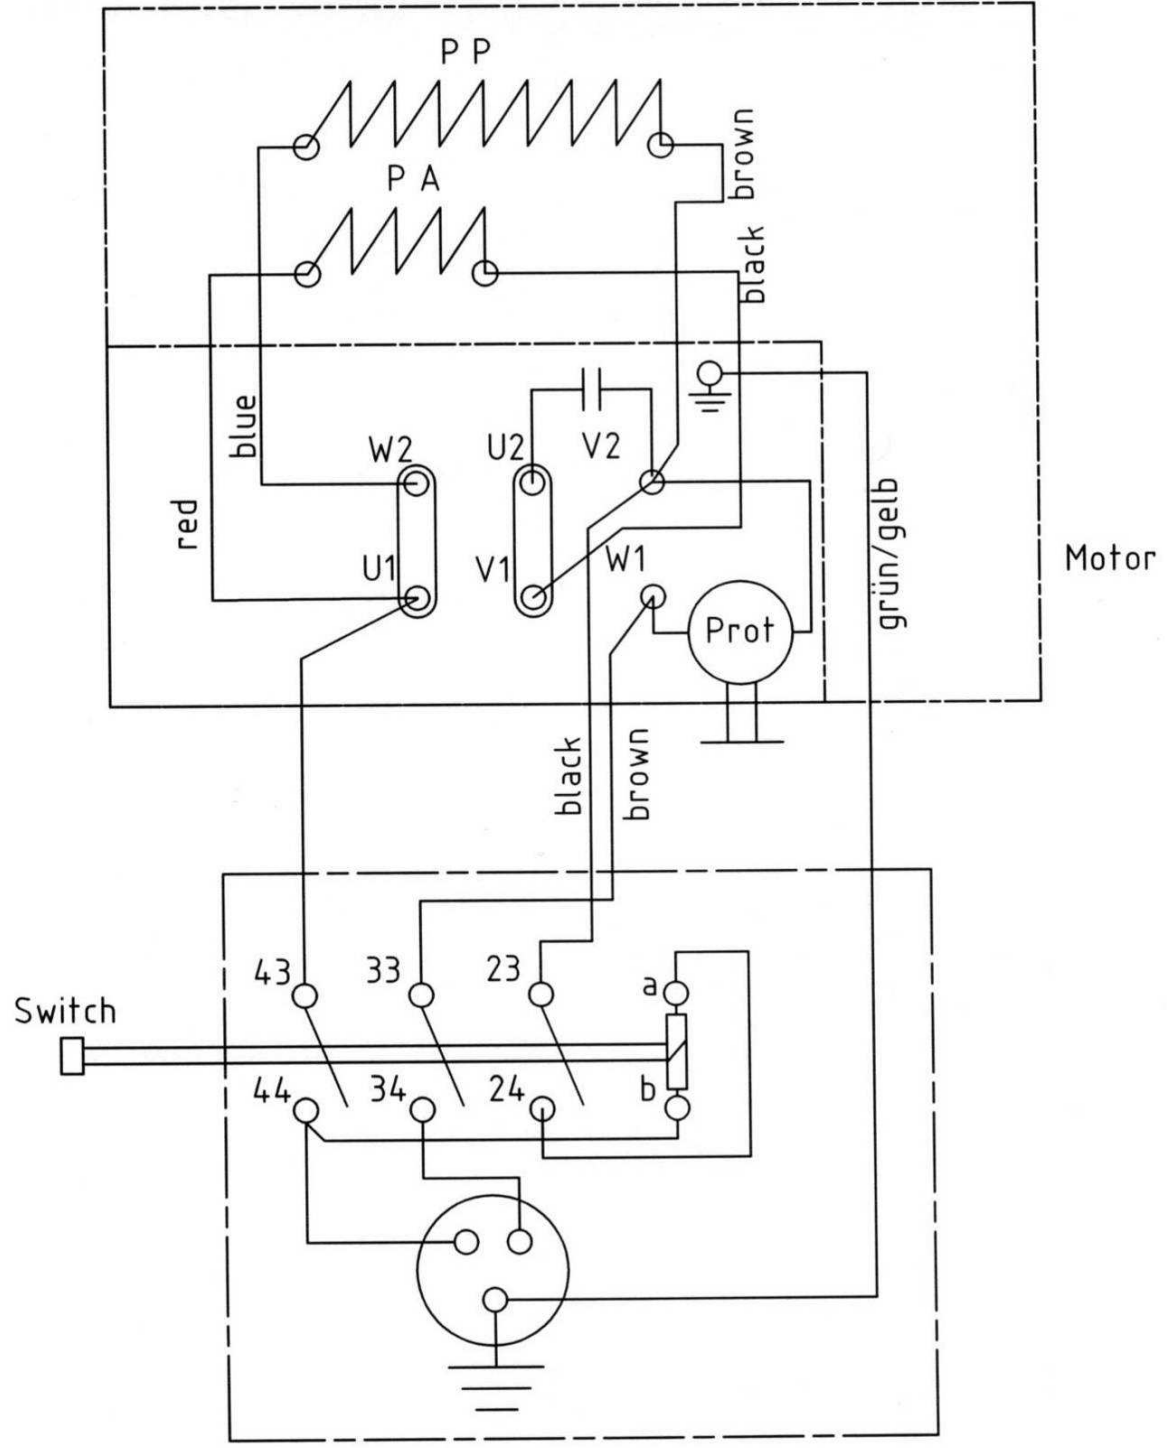 P P
brown
P A
black
blue
W2
U2
V2
red
grün/gelb
U1
V1
W1
Motor
Prot
black
brown
43
33
23
a
Switch
44
34
24
b